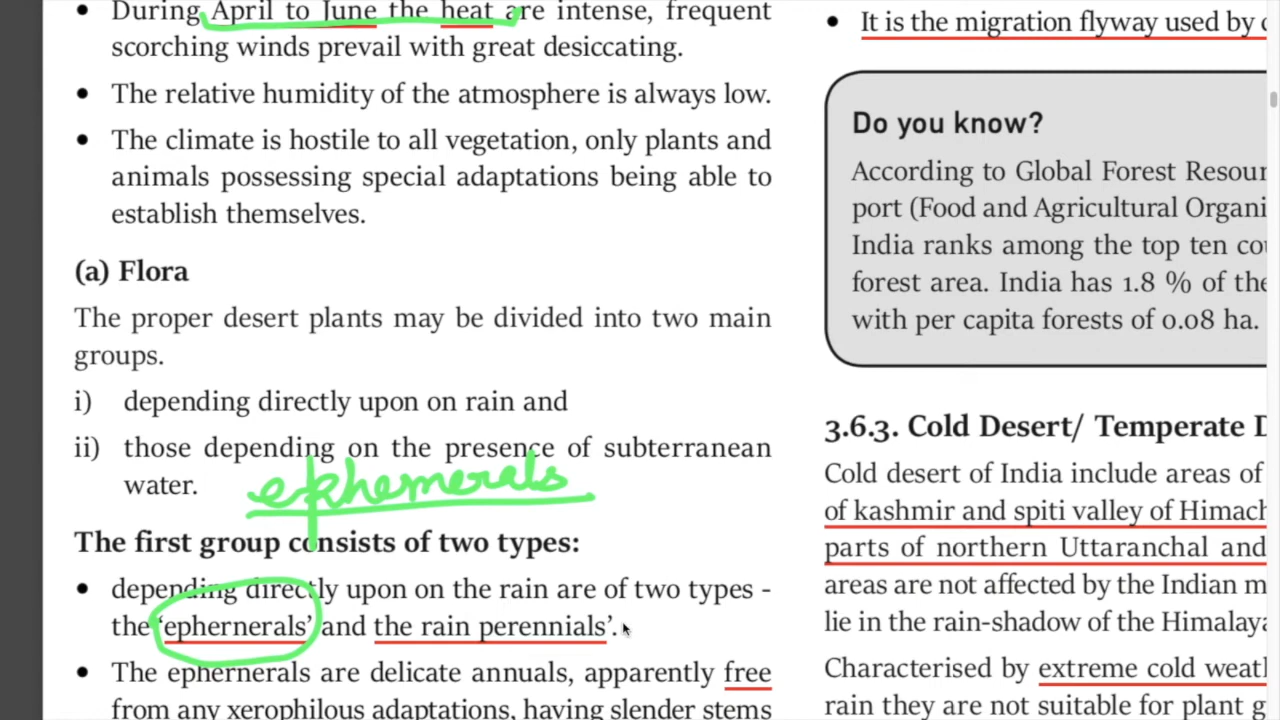 • During April to June the heat are intense, frequent
scorching winds prevail with great desiccating.
• The relative humidity of the atmosphere is always low.
• The climate is hostile to all vegetation, only plants and
animals possessing special adaptations being able to
establish themselves.
(a) Flora
The proper desert plants may be divided into two main
groups.
i) depending directly upon on rain and
ii) those depending on the presence of subterranean
water.
ephemerals
The first group consists of two types:
• depending directly upon on the rain are of two types -
the ‘ephernerals’ and the rain perennials’.
• The ephernerals are delicate annuals, apparently free
from any xerophilous adaptations, having slender stems
• It is the migration flyway used by
Do you know?
According to Global Forest Resour
port (Food and Agricultural Organi
India ranks among the top ten cou
forest area. India has 1.8 % of the
with per capita forests of 0.08 ha.
3.6.3. Cold Desert/ Temperate D
Cold desert of India include areas of
of kashmir and spiti valley of Himach
parts of northern Uttaranchal and
areas are not affected by the Indian m
lie in the rain-shadow of the Himalaya
Characterised by extreme cold weath
rain they are not suitable for plant g